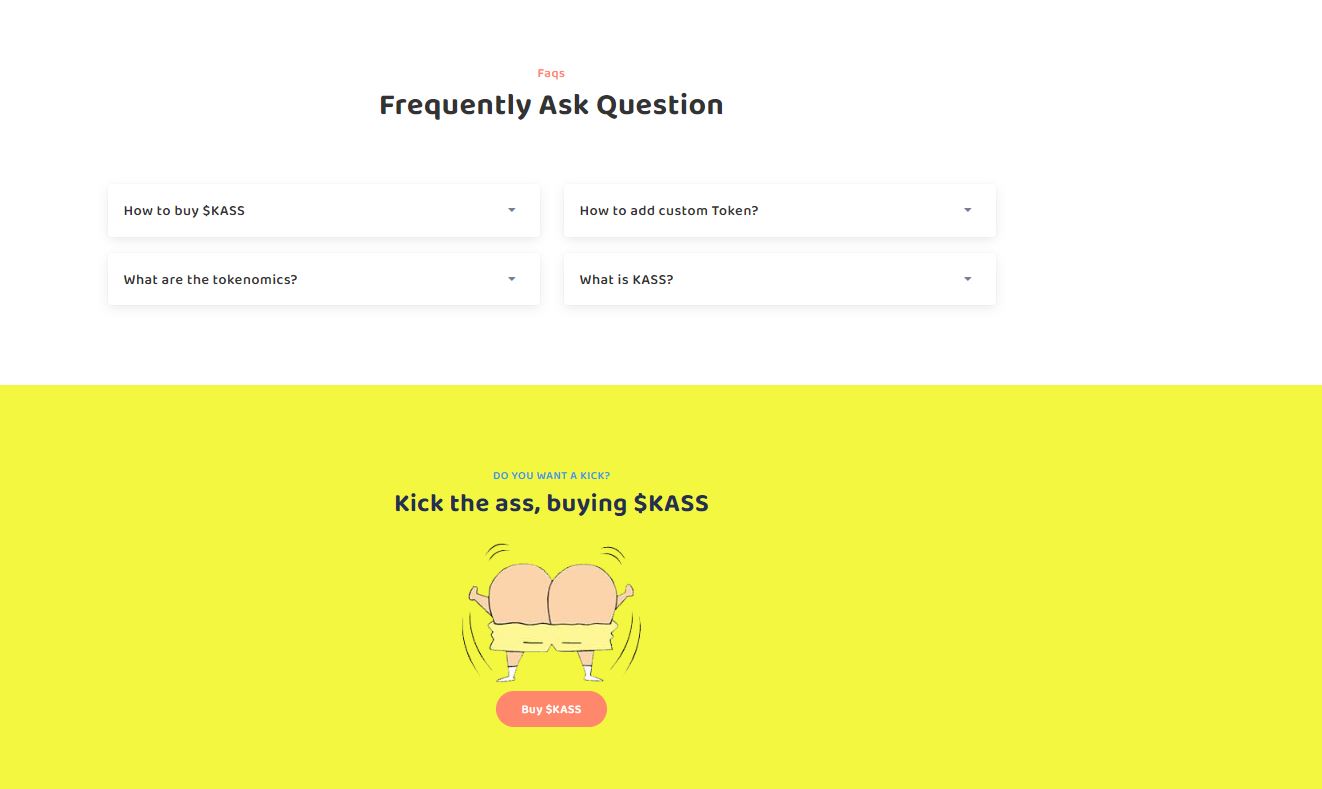 Faqs
Frequently Ask Question
How to buy $KASS
How to add custom Token?
What are the tokenomics?
What is KASS?
DO YOU WANT A KICK?
Kick the ass, buying $KASS
Buy $KASS